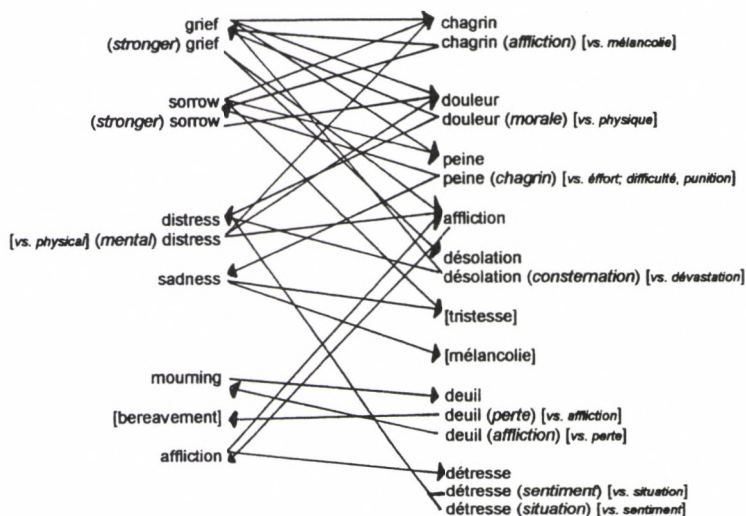 grief
(stronger) grief
sorrow
(stronger) sorrow
distress
[vs. physical] (mental) distress
sadness
mourning
[bereavement]
affliction
chagrin
chagrin (affliction) [vs. mélancolie]
douleur
douleur (morale) [vs. physique]
peine
peine (chagrin) [vs. éffort; difficulté, punition]
affliction
désolation
désolation (consternation) [vs. dévastation]
[tristesse]
[mélancolie]
deuil
deuil (perte) [vs. affliction]
deuil (affliction) [vs. perte]
détresse
détresse (sentiment) [vs. situation]
détresse (situation) [vs. sentiment]